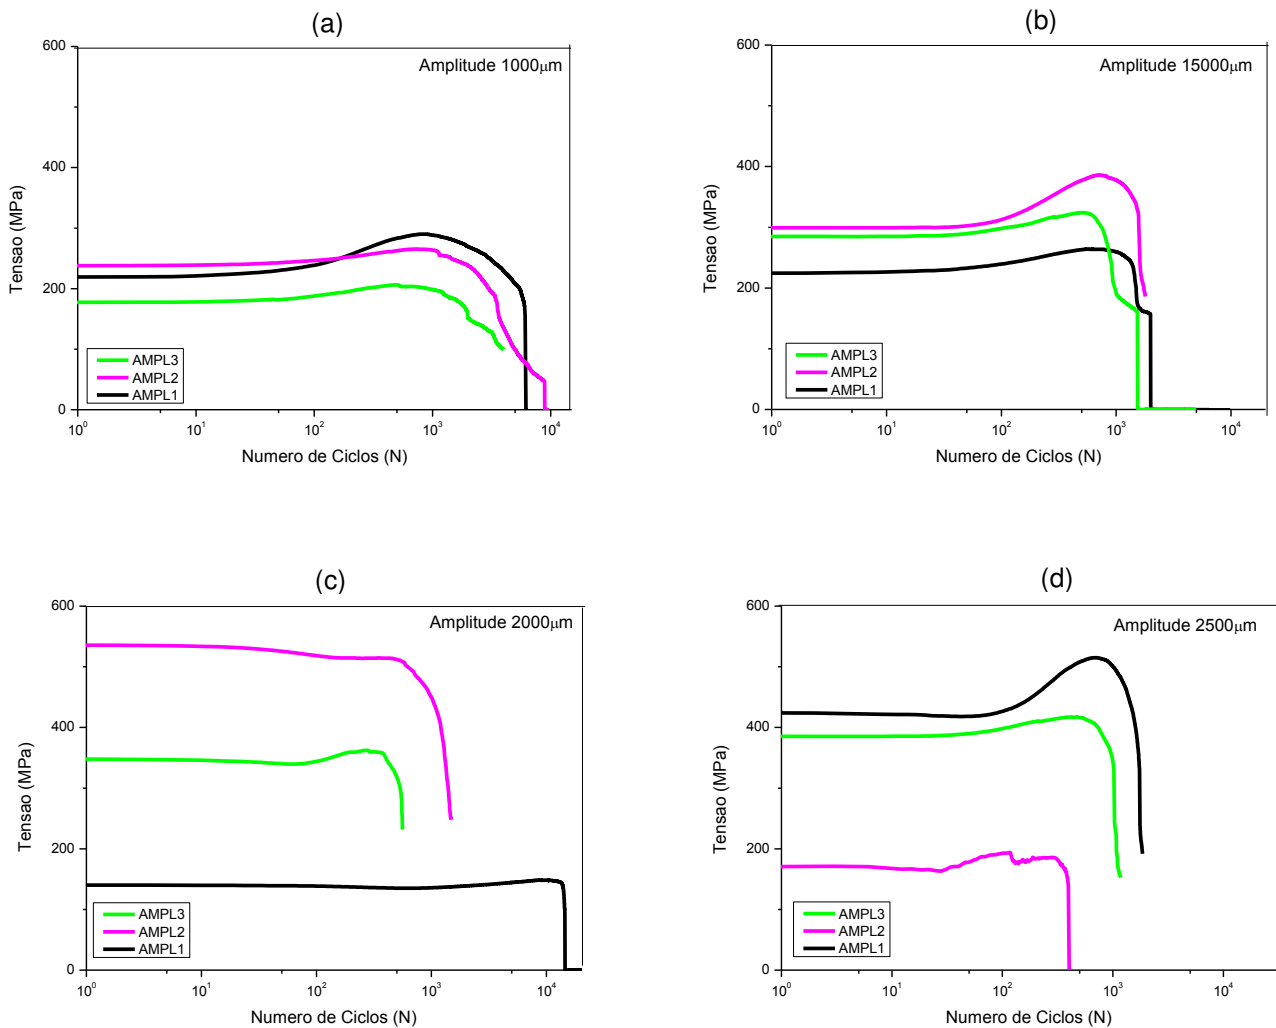 (a)
Amplitude 1000μm
Tensao (MPa)
600
400
200
0
AMPL3
AMPL2
AMPL1
10⁰
10¹
10²
10³
10⁴
Numero de Ciclos (N)
(b)
Amplitude 15000μm
Tensao (MPa)
600
400
200
0
AMPL3
AMPL2
AMPL1
10⁰
10¹
10²
10³
10⁴
Numero de Ciclos (N)
(c)
Amplitude 2000μm
Tensao (MPa)
600
400
200
0
AMPL3
AMPL2
AMPL1
10⁰
10¹
10²
10³
10⁴
Numero de Ciclos (N)
(d)
Amplitude 2500μm
Tensao (MPa)
600
400
200
0
AMPL3
AMPL2
AMPL1
10⁰
10¹
10²
10³
10⁴
Numero de Ciclos (N)